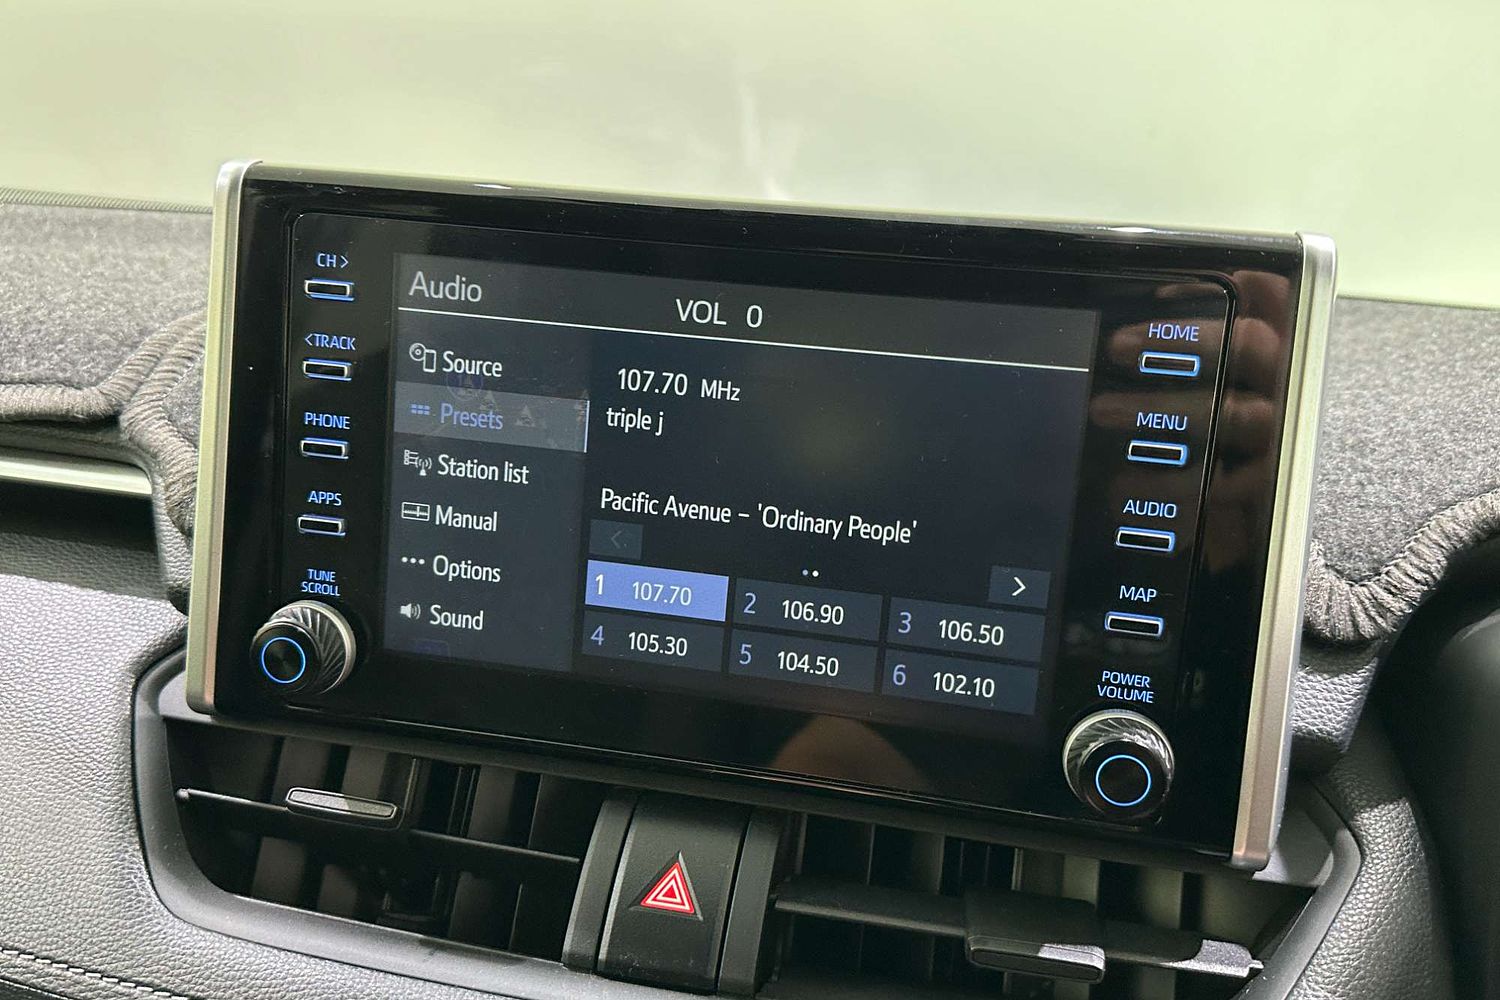 CH >
< TRACK
PHONE
APPS
TUNE
SCROLL
Audio
VOL 0
Source
Presets
Station list
Manual
Options
Sound
107.70 MHz
triple j
Pacific Avenue – 'Ordinary People'
1 107.70
2 106.90
3 106.50
4 105.30
5 104.50
6 102.10
HOME
MENU
AUDIO
MAP
POWER
VOLUME